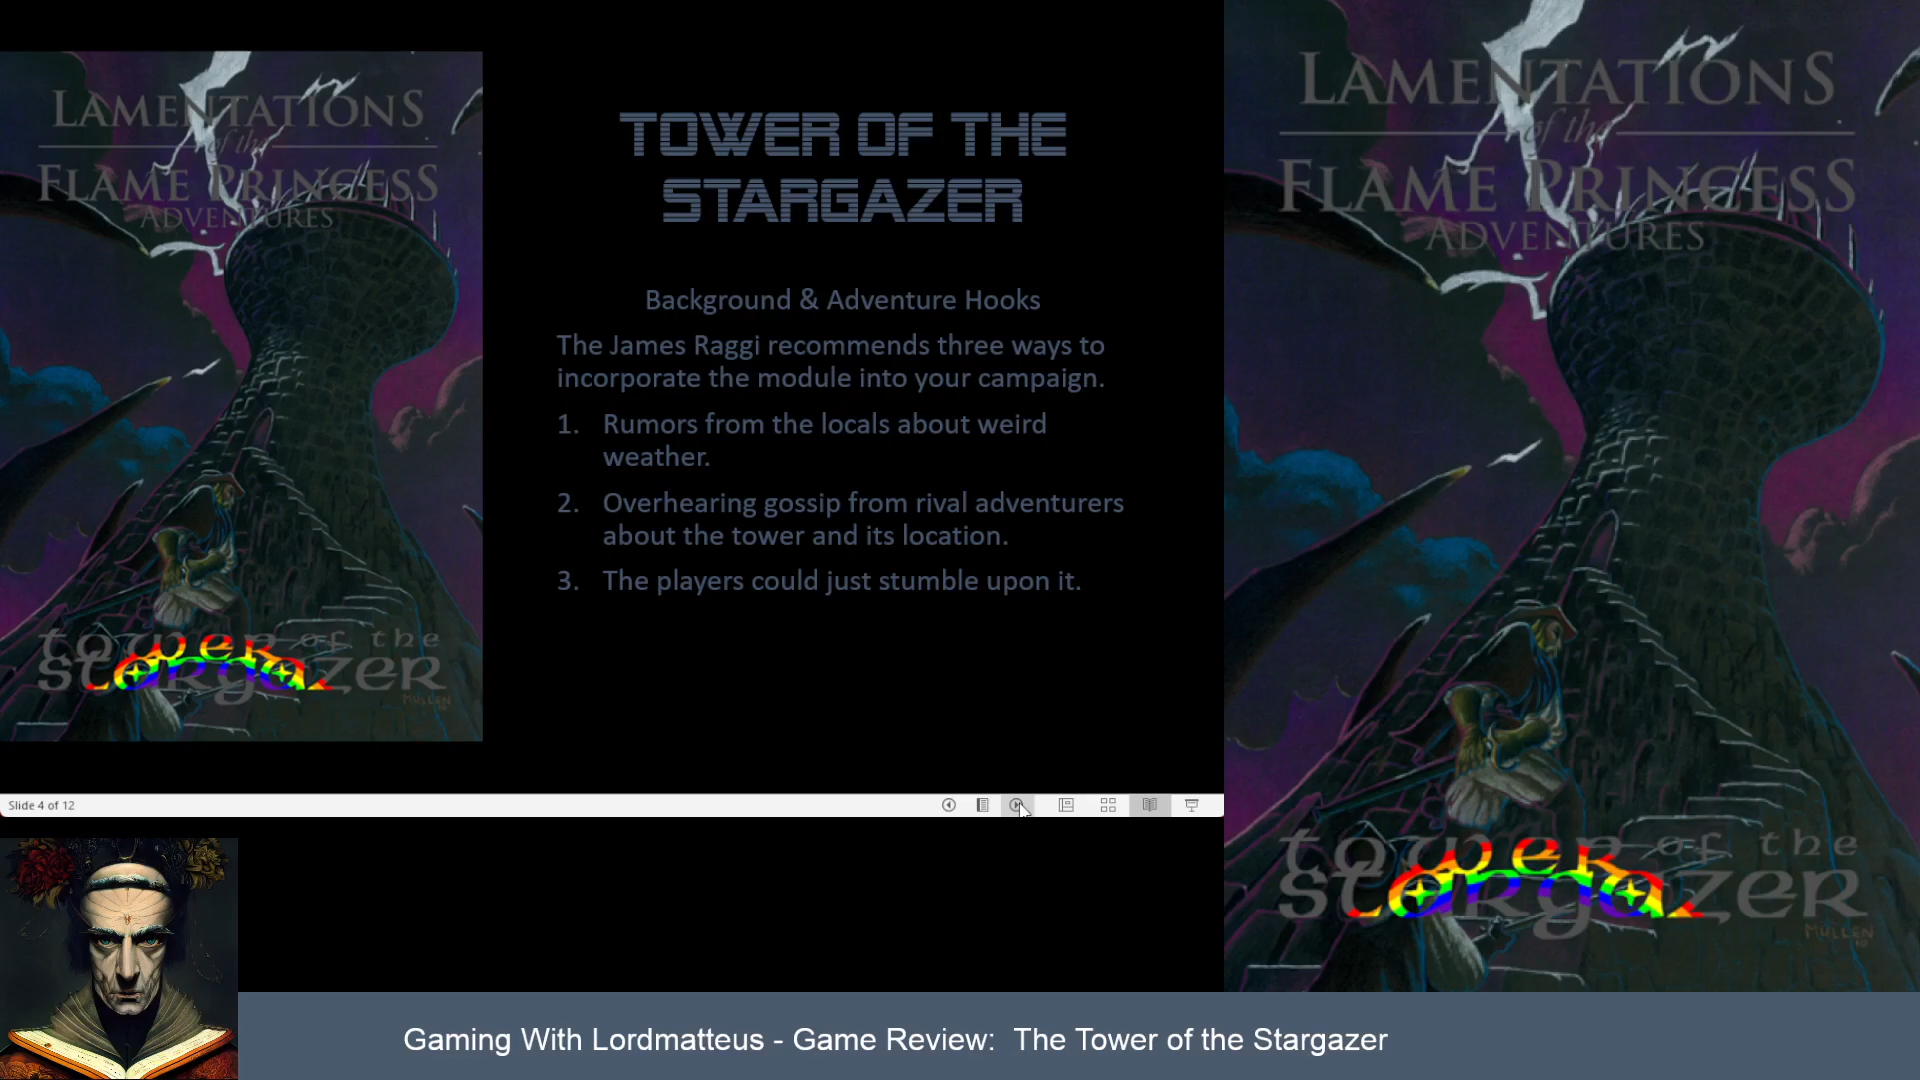 LAMENTATIONS
of the
FLAME PRINCESS
ADVENTURES
tower of the
stargazer
MULLEN
TOWER OF THE
STARGAZER
Background & Adventure Hooks
The James Raggi recommends three ways to
incorporate the module into your campaign.
1. Rumors from the locals about weird
weather.
2. Overhearing gossip from rival adventurers
about the tower and its location.
3. The players could just stumble upon it.
Slide 4 of 12
LAMENTATIONS
of the
FLAME PRINCESS
ADVENTURES
tower of the
stargazer
MULLEN
10
Gaming With Lordmatteus - Game Review: The Tower of the Stargazer